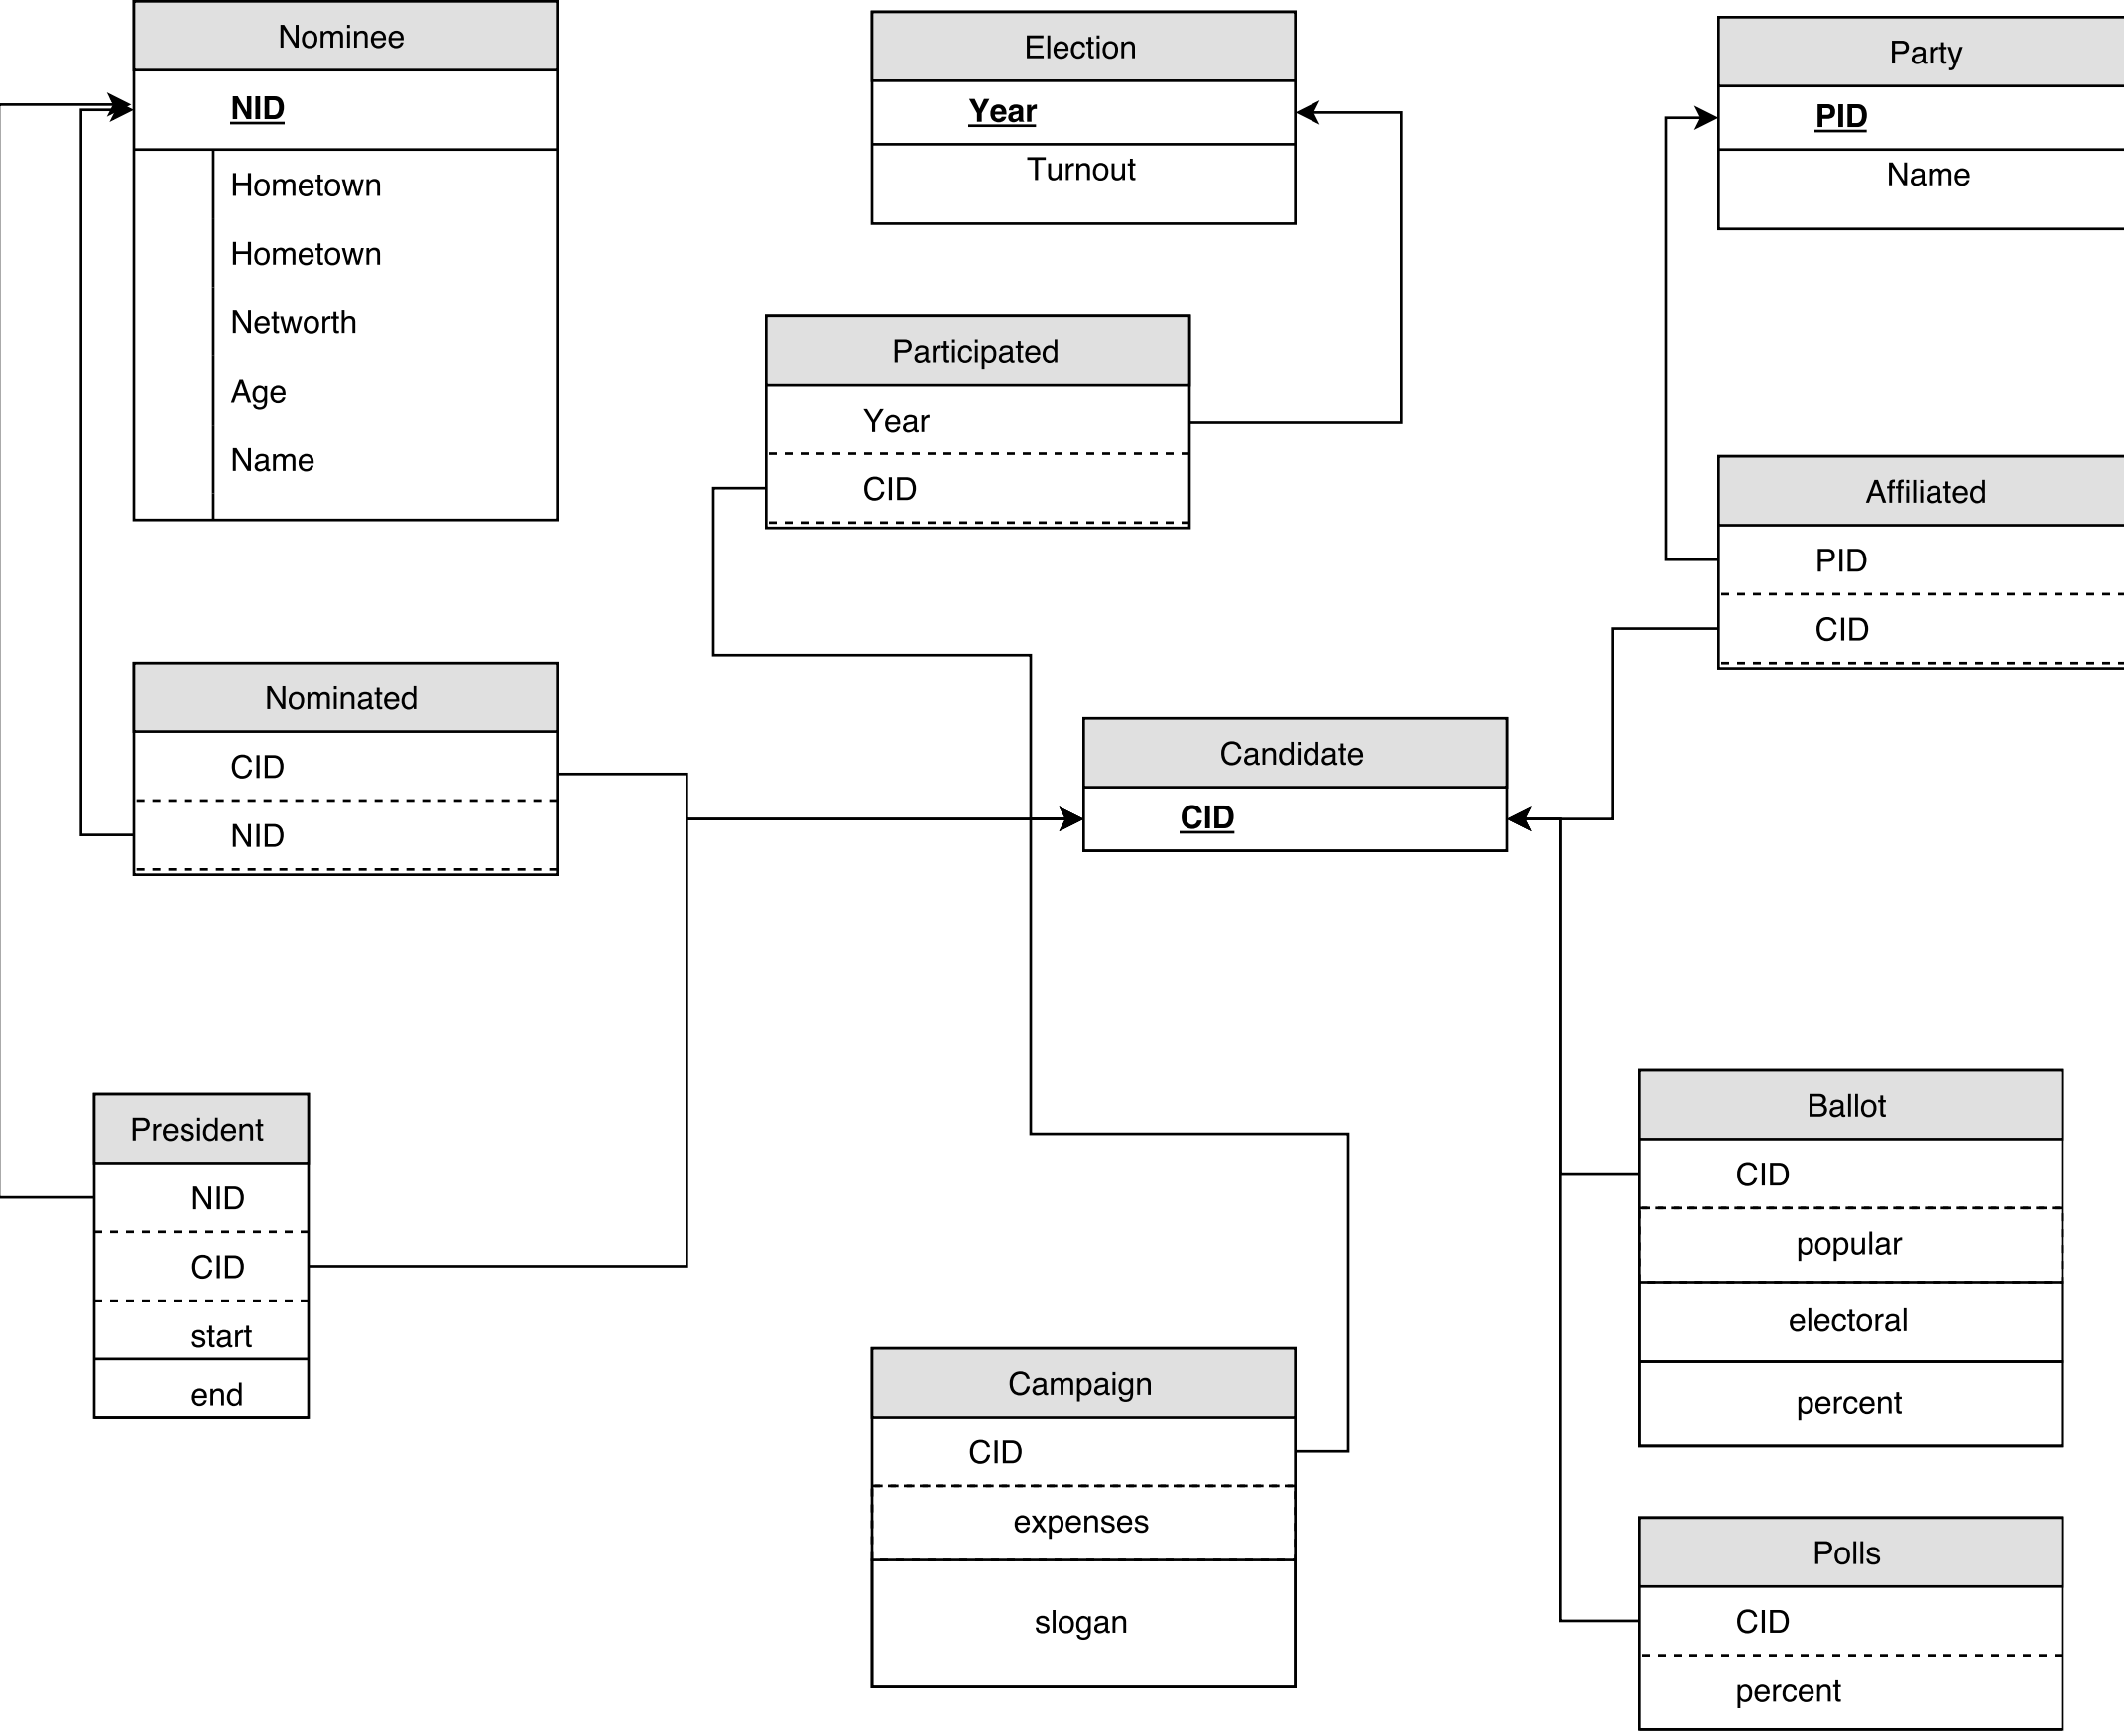 Nominee
NID
Hometown
Hometown
Networth
Age
Name
Election
Year
Turnout
Party
PID
Name
Participated
Year
CID
Affiliated
PID
CID
Nominated
CID
NID
Candidate
CID
President
NID
CID
start
end
Ballot
CID
popular
electoral
percent
Campaign
CID
expenses
slogan
Polls
CID
percent